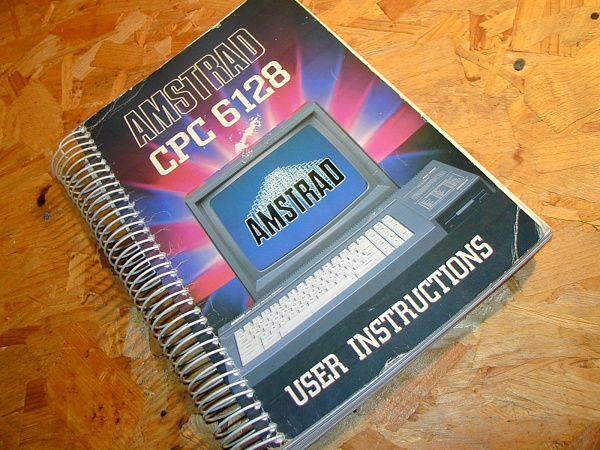 AMSTRAD
CPC 6128
AMSTRAD
USER INSTRUCTIONS